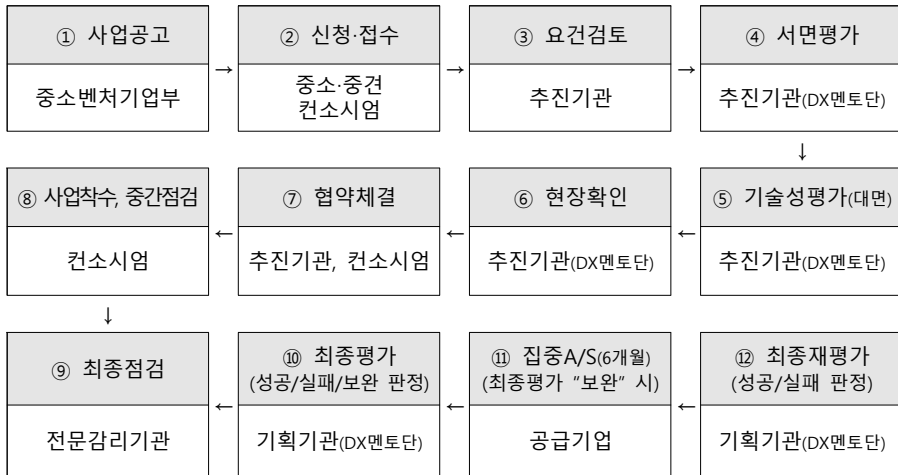 ① 사업공고
중소벤처기업부
→
② 신청·접수
중소·중견
컨소시엄
→
③ 요건검토
추진기관
→
④ 서면평가
추진기관(DX멘토단)
↓
⑤ 기술성평가(대면)
추진기관(DX멘토단)
←
⑥ 현장확인
추진기관(DX멘토단)
←
⑦ 협약체결
추진기관, 컨소시엄
←
⑧ 사업착수, 중간점검
컨소시엄
↓
⑨ 최종점검
전문감리기관
←
⑩ 최종평가
(성공/실패/보완 판정)
기획기관(DX멘토단)
←
⑪ 집중A/S(6개월)
(최종평가 “보완” 시)
공급기업
←
⑫ 최종재평가
(성공/실패 판정)
기획기관(DX멘토단)